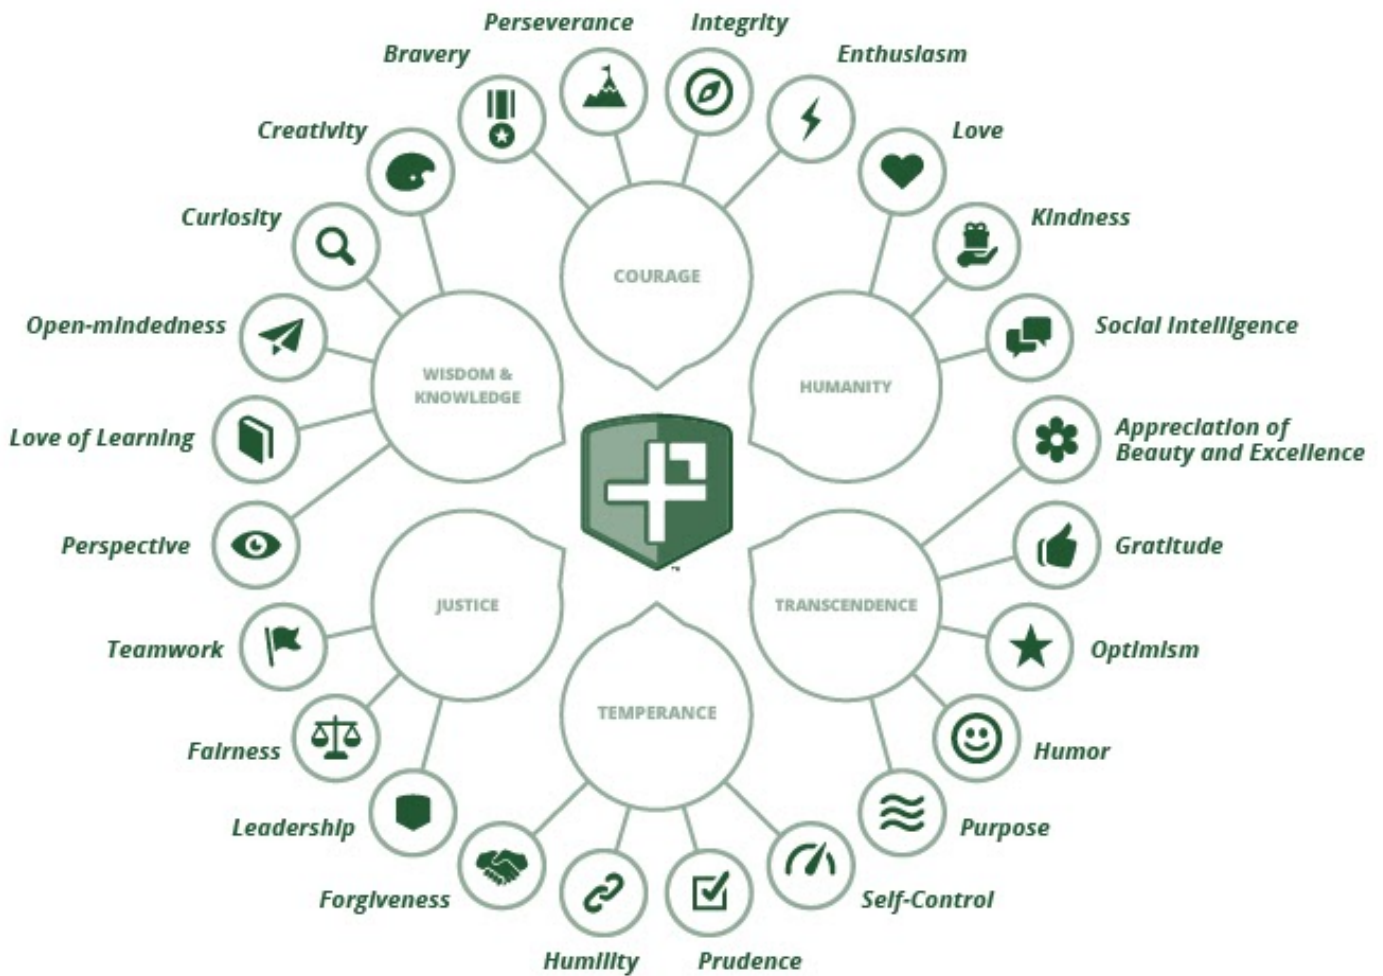 Perseverance
Integrity
Bravery
Enthusiasm
Creativity
Love
Curiosity
Kindness
Open-mindedness
Social Intelligence
COURAGE
WISDOM &
KNOWLEDGE
HUMANITY
Love of Learning
Appreciation of
Beauty and Excellence
Perspective
Gratitude
™
JUSTICE
TRANSCENDENCE
Teamwork
Optimism
TEMPERANCE
Fairness
Humor
Leadership
Purpose
Forgiveness
Self-Control
Humility
Prudence